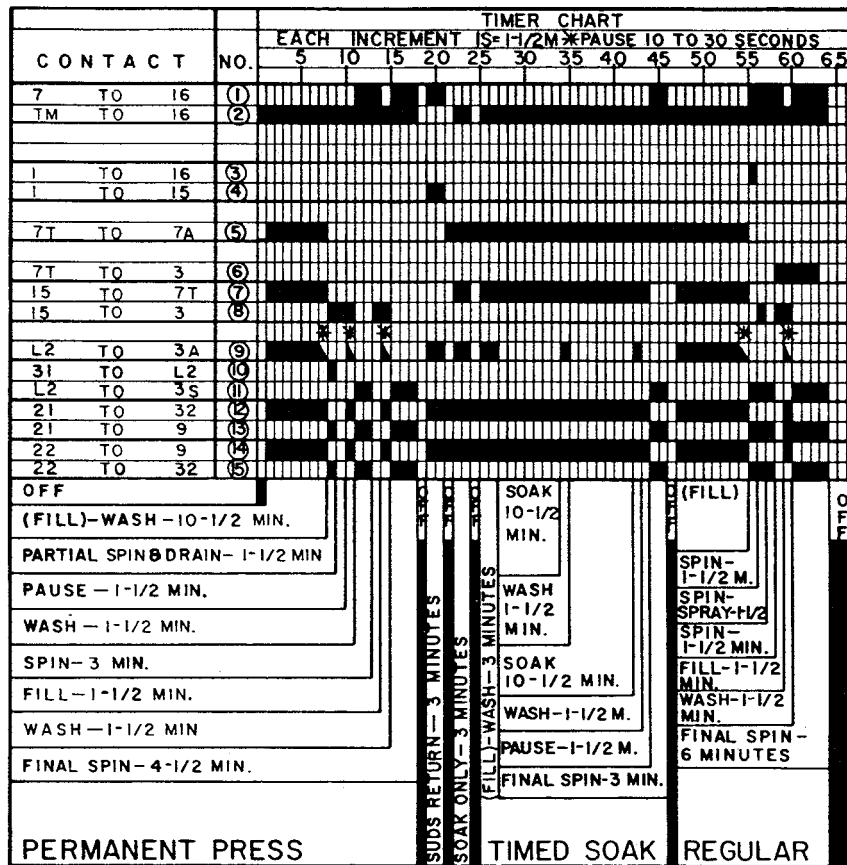 TIMER CHART
EACH INCREMENT IS=1-1/2M *PAUSE 10 TO 30 SECONDS
CONTACT NO. 5 10 15 20 25 30 35 40 45 50 55 60 65
7 TO 16 ①
TM TO 16 ②
1 TO 16 ③
1 TO 15 ④
7T TO 7A ⑤
7T TO 3 ⑥
15 TO 7T ⑦
15 TO 3 ⑧
* * * * *
L2 TO 3A ⑨
31 TO L2 ⑩
L2 TO 3S ⑪
21 TO 32 ⑫
21 TO 9 ⑬
22 TO 9 ⑭
22 TO 32 ⑮
OFF
(FILL)-WASH-10-1/2 MIN.
PARTIAL SPIN & DRAIN- 1-1/2 MIN
PAUSE-1-1/2 MIN.
WASH-1-1/2 MIN.
SPIN-3 MIN.
FILL-1-1/2 MIN.
WASH-1-1/2 MIN
FINAL SPIN-4-1/2 MIN.
PERMANENT PRESS
OFF
SUDS RETURN-3 MINUTES
OFF
SOAK ONLY-3 MINUTES
OFF
(FILL)-WASH-3 MINUTES
SOAK
10-1/2
MIN.
WASH
1-1/2
MIN.
SOAK
10-1/2 MIN.
WASH-1-1/2 M.
PAUSE-1-1/2 M.
FINAL SPIN-3 MIN.
TIMED SOAK
OFF
(FILL)
SPIN-
1-1/2 M.
SPIN-
SPRAY-1-1/2
SPIN-
1-1/2 MIN.
FILL-1-1/2
MIN.
WASH-1-1/2
MIN.
FINAL SPIN-
6 MINUTES
REGULAR
OFF